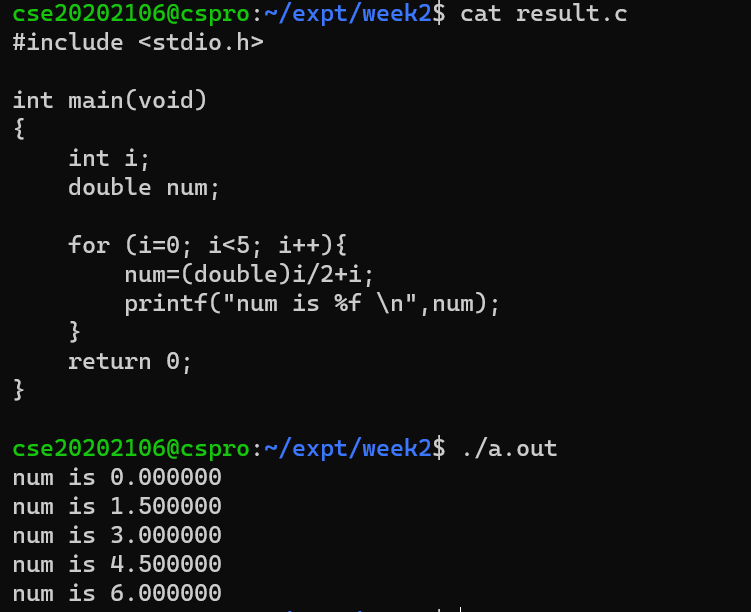 cse20202106@cspro:~/expt/week2$ cat result.c
#include <stdio.h>

int main(void)
{
    int i;
    double num;

    for (i=0; i<5; i++){
        num=(double)i/2+i;
        printf("num is %f \n",num);
    }
    return 0;
}

cse20202106@cspro:~/expt/week2$ ./a.out
num is 0.000000
num is 1.500000
num is 3.000000
num is 4.500000
num is 6.000000